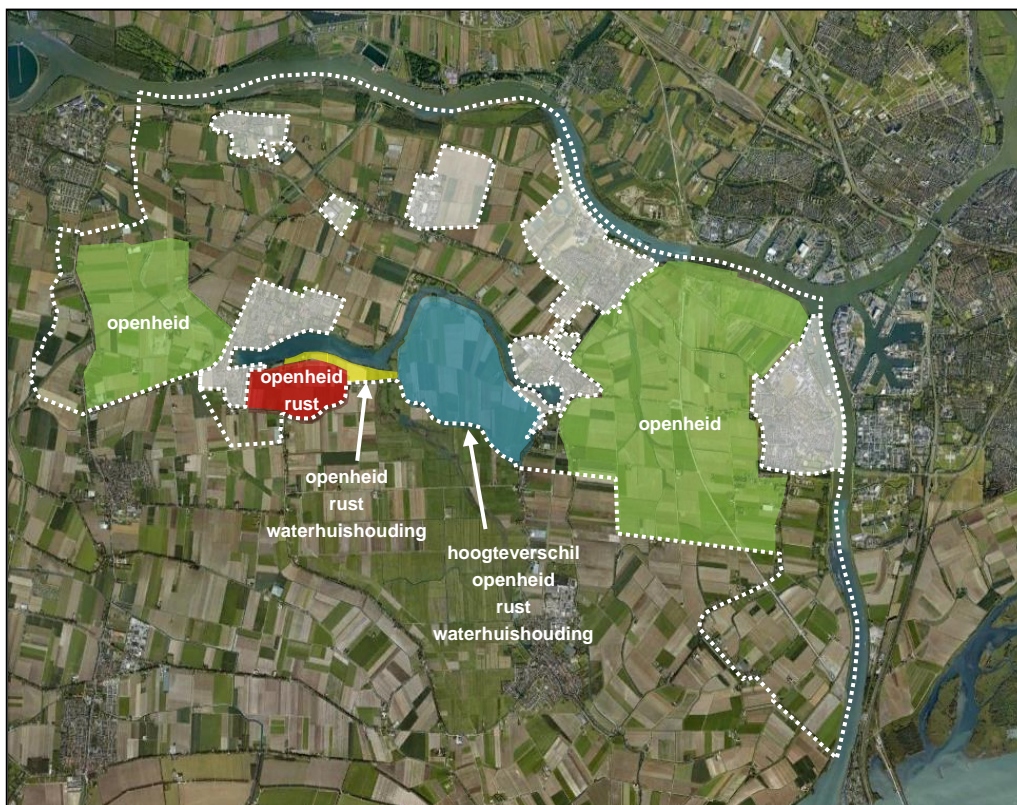 openheid
openheid
rust
openheid
openheid
rust
waterhuishouding
hoogteverschil
openheid
rust
waterhuishouding